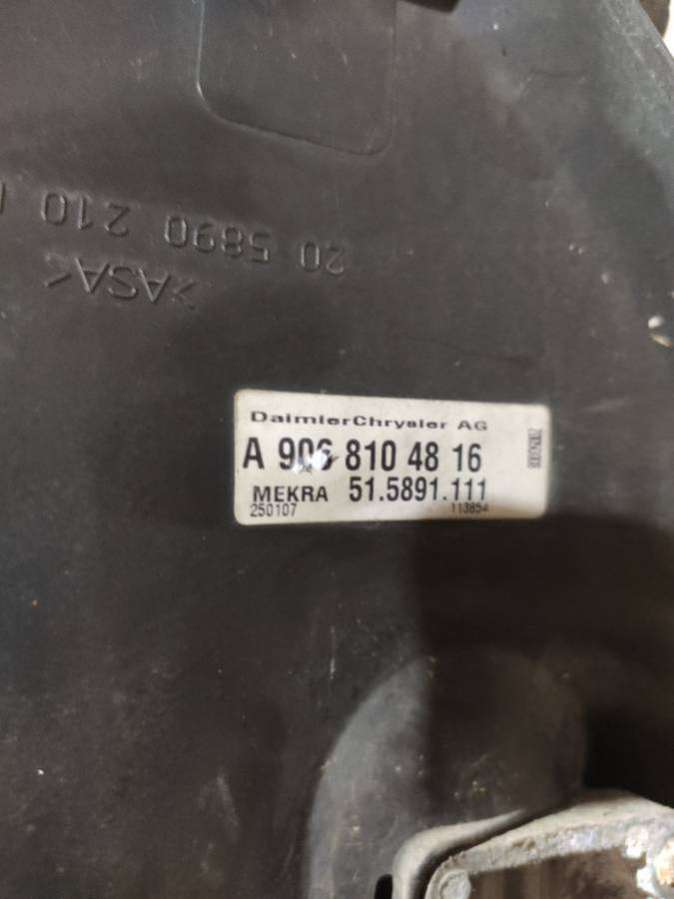 20 5890 210
>ASA<
DaimlerChrysler AG
A 906 810 48 16
MEKRA 51.5891.111
250107 113854